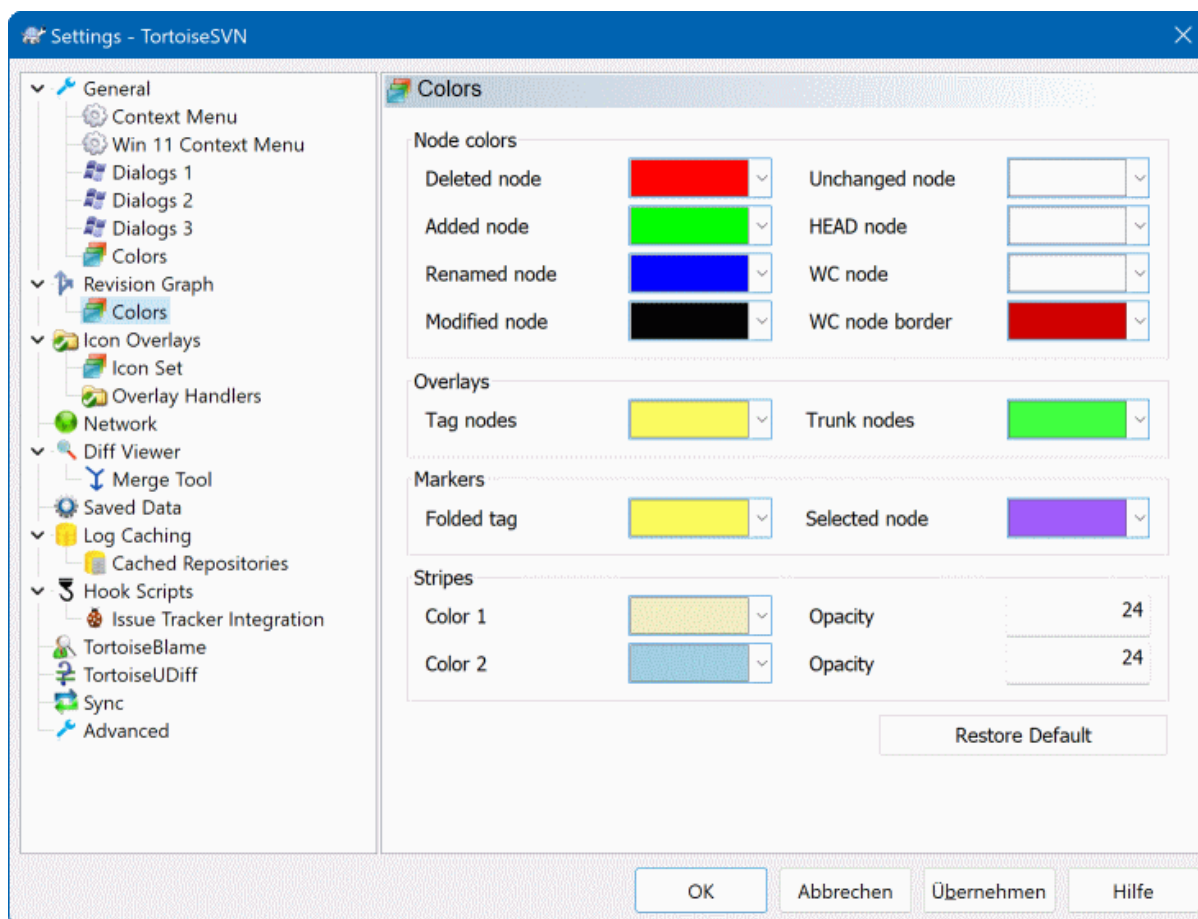 Settings - TortoiseSVN
General
Context Menu
Win 11 Context Menu
Dialogs 1
Dialogs 2
Dialogs 3
Colors
Revision Graph
Colors
Icon Overlays
Icon Set
Overlay Handlers
Network
Diff Viewer
Merge Tool
Saved Data
Log Caching
Cached Repositories
Hook Scripts
Issue Tracker Integration
TortoiseBlame
TortoiseUDiff
Sync
Advanced
Colors
Node colors
Deleted node Unchanged node
Added node HEAD node
Renamed node WC node
Modified node WC node border
Overlays
Tag nodes Trunk nodes
Markers
Folded tag Selected node
Stripes
Color 1 Opacity 24
Color 2 Opacity 24
Restore Default
OK Abbrechen Übernehmen Hilfe